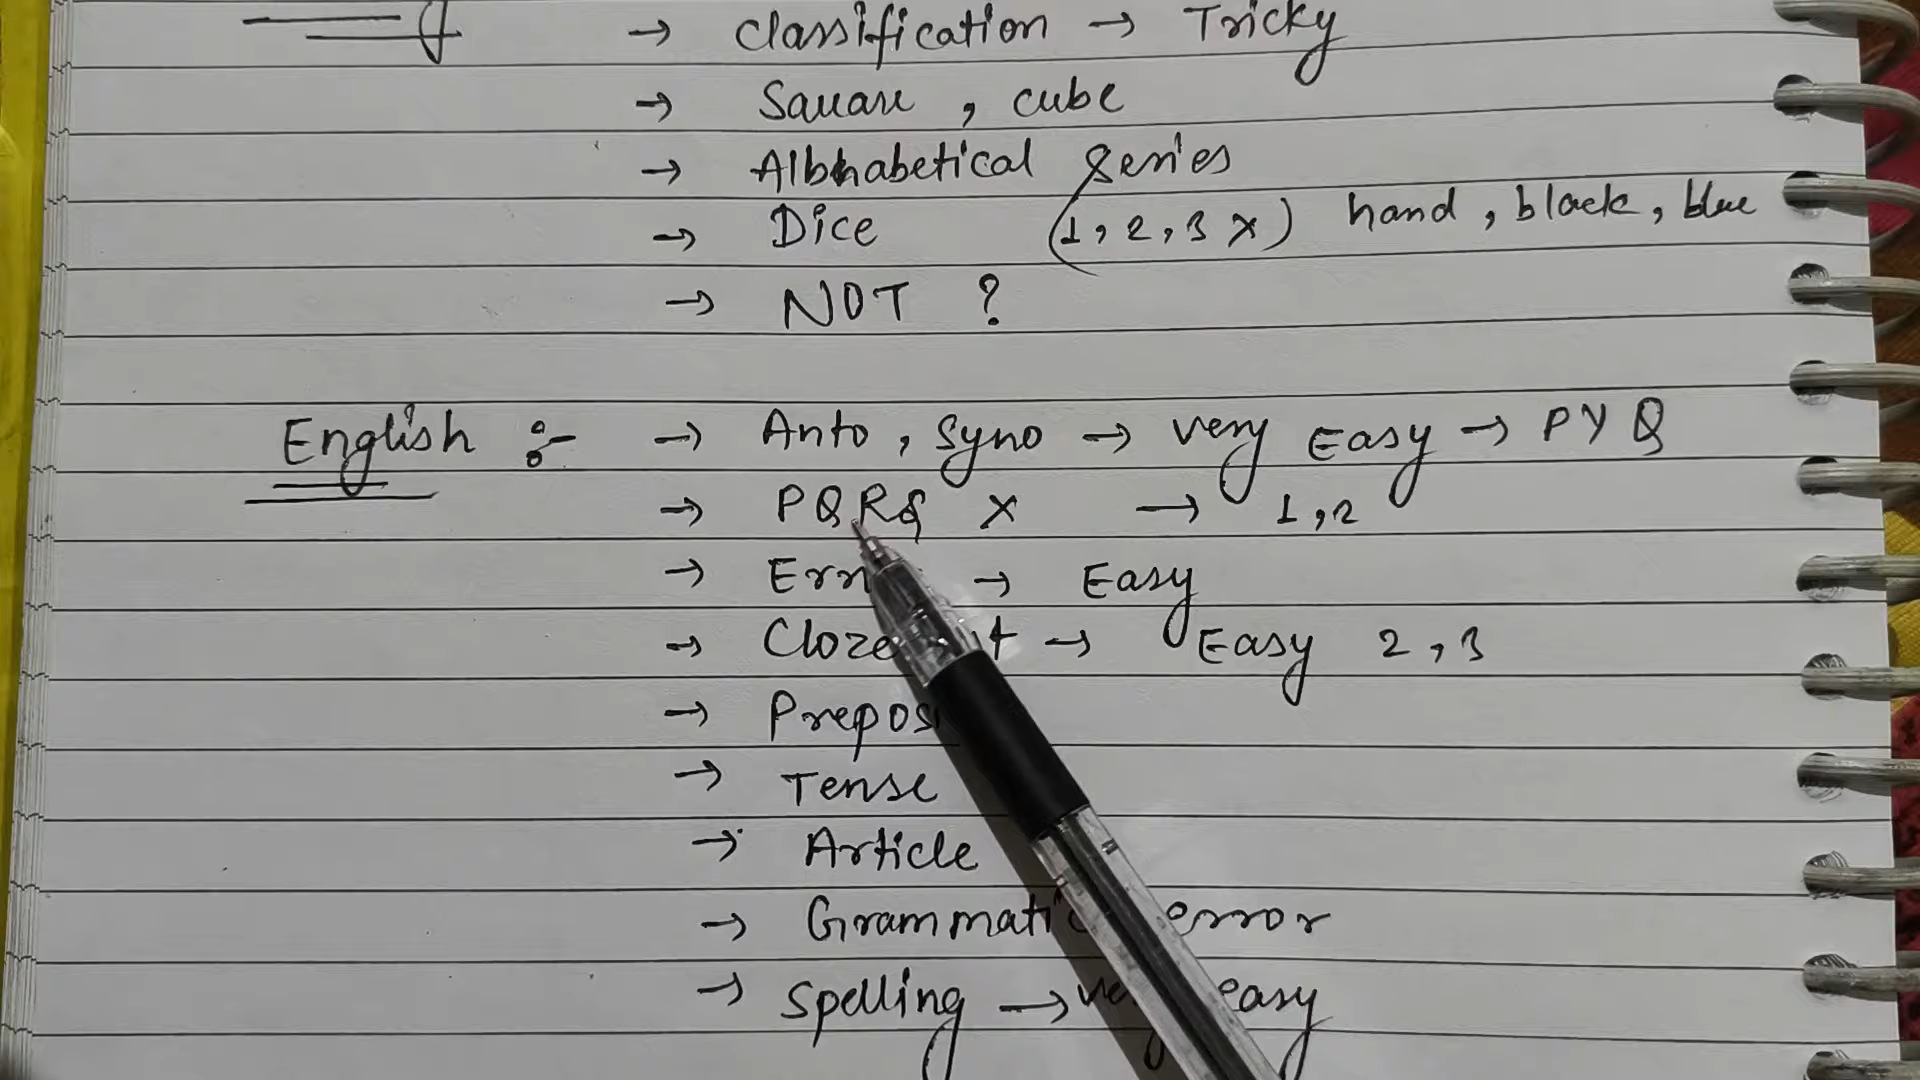 → Classification → Tricky
→ Sauare , cube
→ Albhabetical Series
→ Dice (1, 2, 3 x) hand, black, blue
→ NOT ?
English :- → Anto, Syno → very Easy → PYQ
→ PQRS X → 1, 2
→ → Easy
→ Cloze → Easy 2, 3
→
→ Tense
→ Article
→ error
→ Spelling → easy